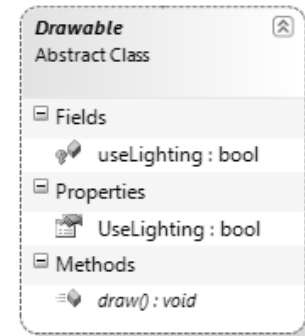 Drawable
Abstract Class
Fields
useLighting : bool
Properties
UseLighting : bool
Methods
draw() : void